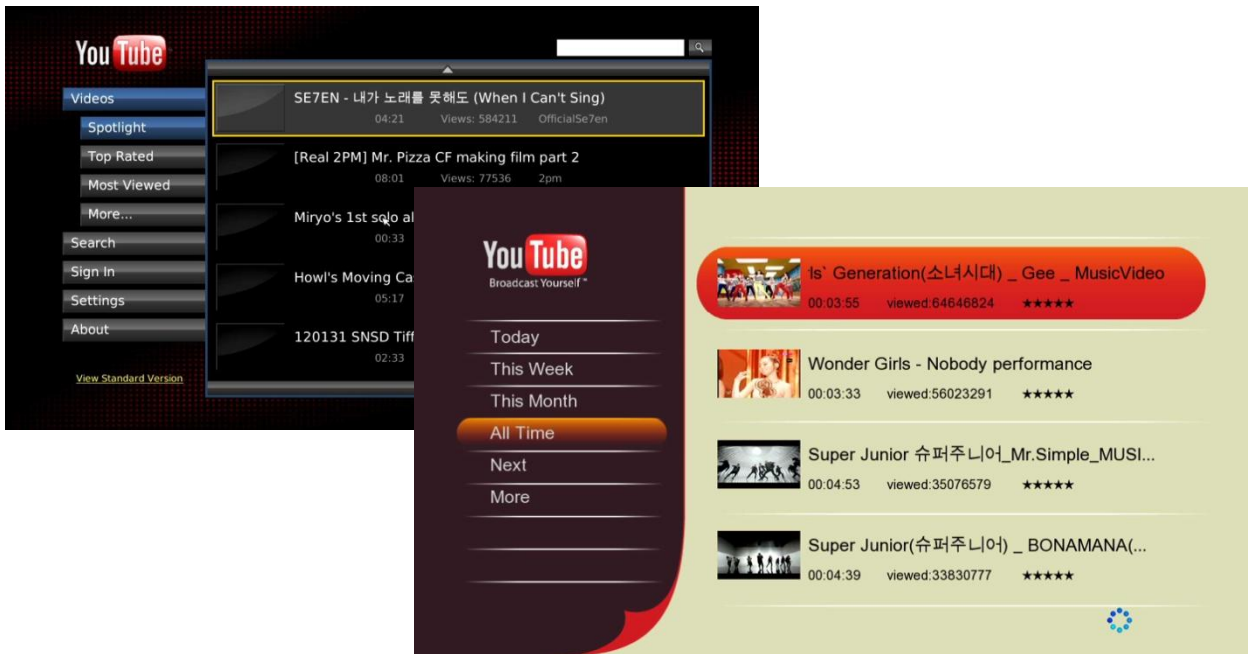 YouTube
Videos
Spotlight
Top Rated
Most Viewed
More...
Search
Sign In
Settings
About
View Standard Version
SE7EN - 내가 노래를 못해도 (When I Can't Sing)
04:21 Views: 584211 OfficialSe7en
[Real 2PM] Mr. Pizza CF making film part 2
08:01 Views: 77536 2pm
Miryo's 1st solo al
00:33
Howl's Moving Ca
05:17
120131 SNSD Tiff
02:33
YouTube
Broadcast Yourself™
Today
This Week
This Month
All Time
Next
More
ls` Generation(소녀시대) _ Gee _ MusicVideo
00:03:55 viewed:64646824 ★★★★★
Wonder Girls - Nobody performance
00:03:33 viewed:56023291 ★★★★★
Super Junior 슈퍼주니어_Mr.Simple_MUSI...
00:04:53 viewed:35076579 ★★★★★
Super Junior(슈퍼주니어) _ BONAMANA(...
00:04:39 viewed:33830777 ★★★★★